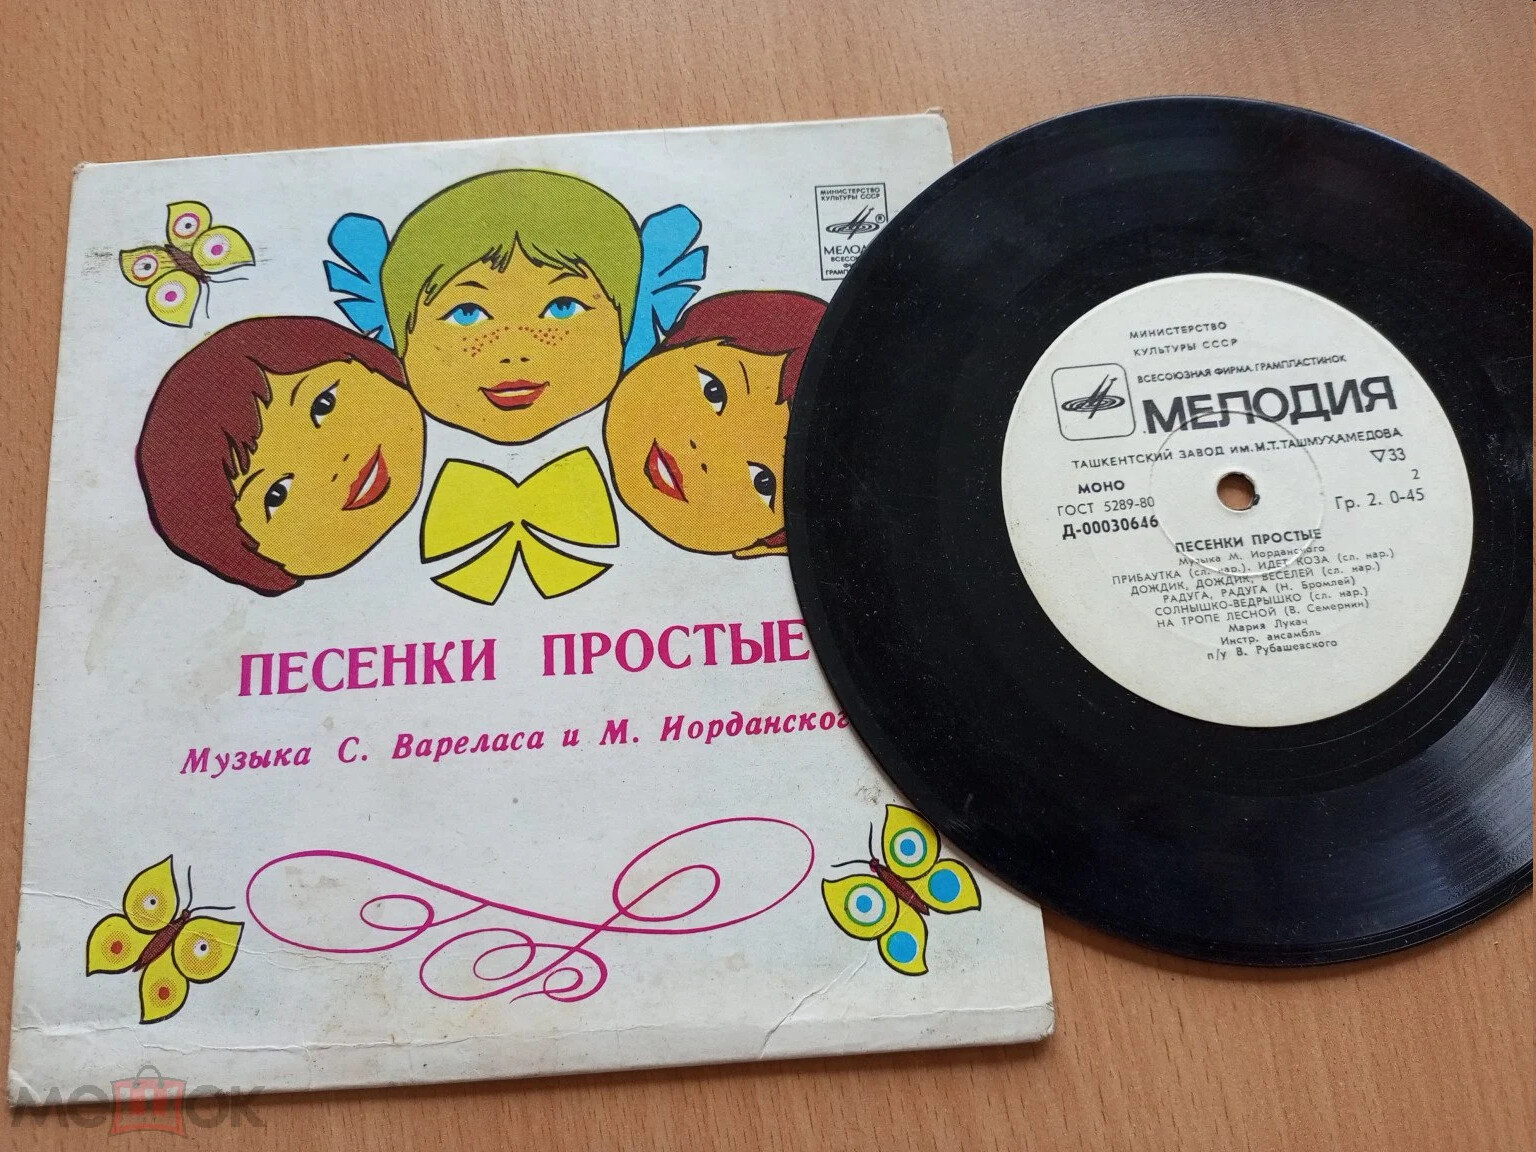 МИНИСТЕРСТВО
КУЛЬТУРЫ СССР
ПЕСЕНКИ ПРОСТЫЕ
Музыка С. Вареласа и М.
МИНИСТЕРСТВО
КУЛЬТУРЫ СССР
ВСЕСОЮЗНАЯ ФИРМА ГРАМПЛАСТИНОК
МЕЛОДИЯ
ТАШКЕНТСКИЙ ЗАВОД ИМ. М.Т. ТАШМУХАМЕДОВА
▽33
МОНО
2
ГОСТ 5289-80
Гр. 2. 0-45
Д-00030646
ПЕСЕНКИ ПРОСТЫЕ
Музыка М. Иорданского
ПРИБАУТКА (сл. нар.). ИДЕТ КОЗА (сл. нар.)
ДОЖДИК, ДОЖДИК, ВЕСЕЛЕЙ (сл. нар.)
РАДУГА, РАДУГА (Н. Бромлей)
СОЛНЫШКО-ВЕДРЫШКО (сл. нар.)
НА ТРОПЕ ЛЕСНОЙ (В. Семернин)
Мария Лукач
Инстр. ансамбль
п/у В. Рубашевского
мешок